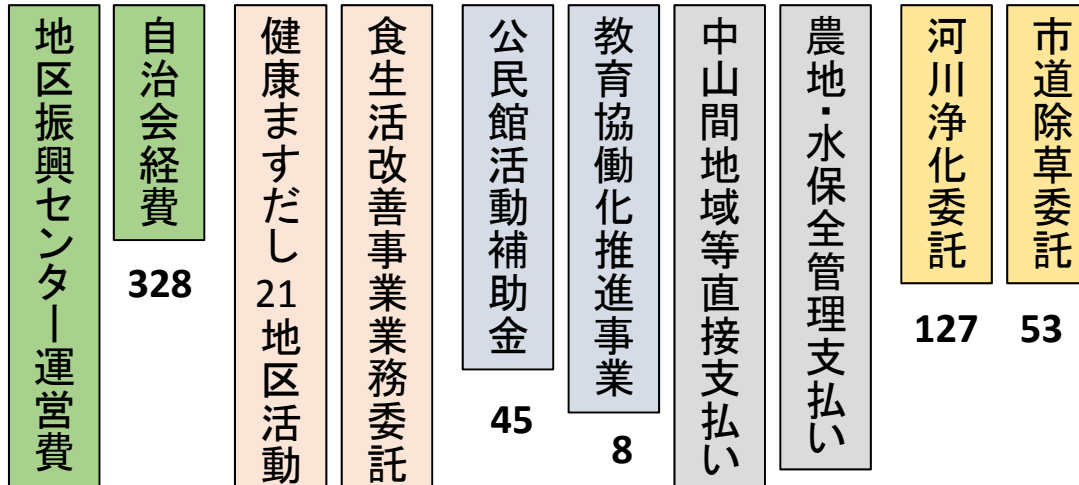 地区振興センター運営費
自治会経費
328
健康ますだし21地区活動
食生活改善事業業務委託
公民館活動補助金
45
教育協働化推進事業
8
中山間地域等直接支払い
農地・水保全管理支払い
河川浄化委託
127
市道除草委託
53